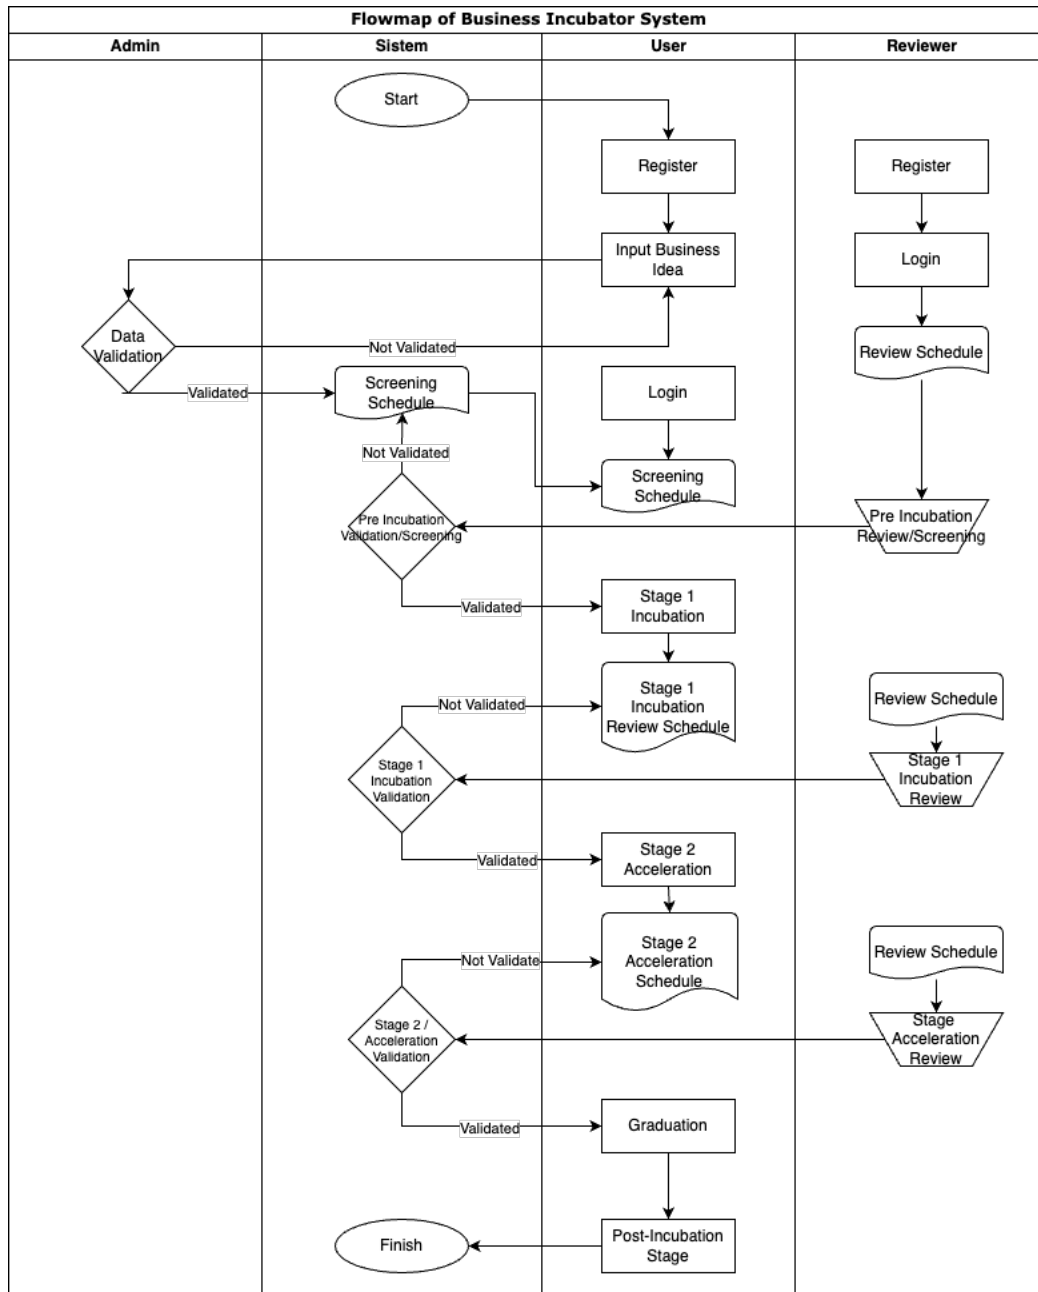 Flowmap of Business Incubator System
Admin
Sistem
User
Reviewer
Start
Register
Register
Input Business
Idea
Login
Data
Validation
Not Validated
Review Schedule
Validated
Screening
Schedule
Login
Not Validated
Screening
Schedule
Pre Incubation
Validation/Screening
Pre Incubation
Review/Screening
Validated
Stage 1
Incubation
Not Validated
Stage 1
Incubation
Review Schedule
Review Schedule
Stage 1
Incubation
Validation
Stage 1
Incubation
Review
Validated
Stage 2
Acceleration
Not Validate
Stage 2
Acceleration
Schedule
Review Schedule
Stage 2 /
Acceleration
Validation
Stage
Acceleration
Review
Validated
Graduation
Finish
Post-Incubation
Stage